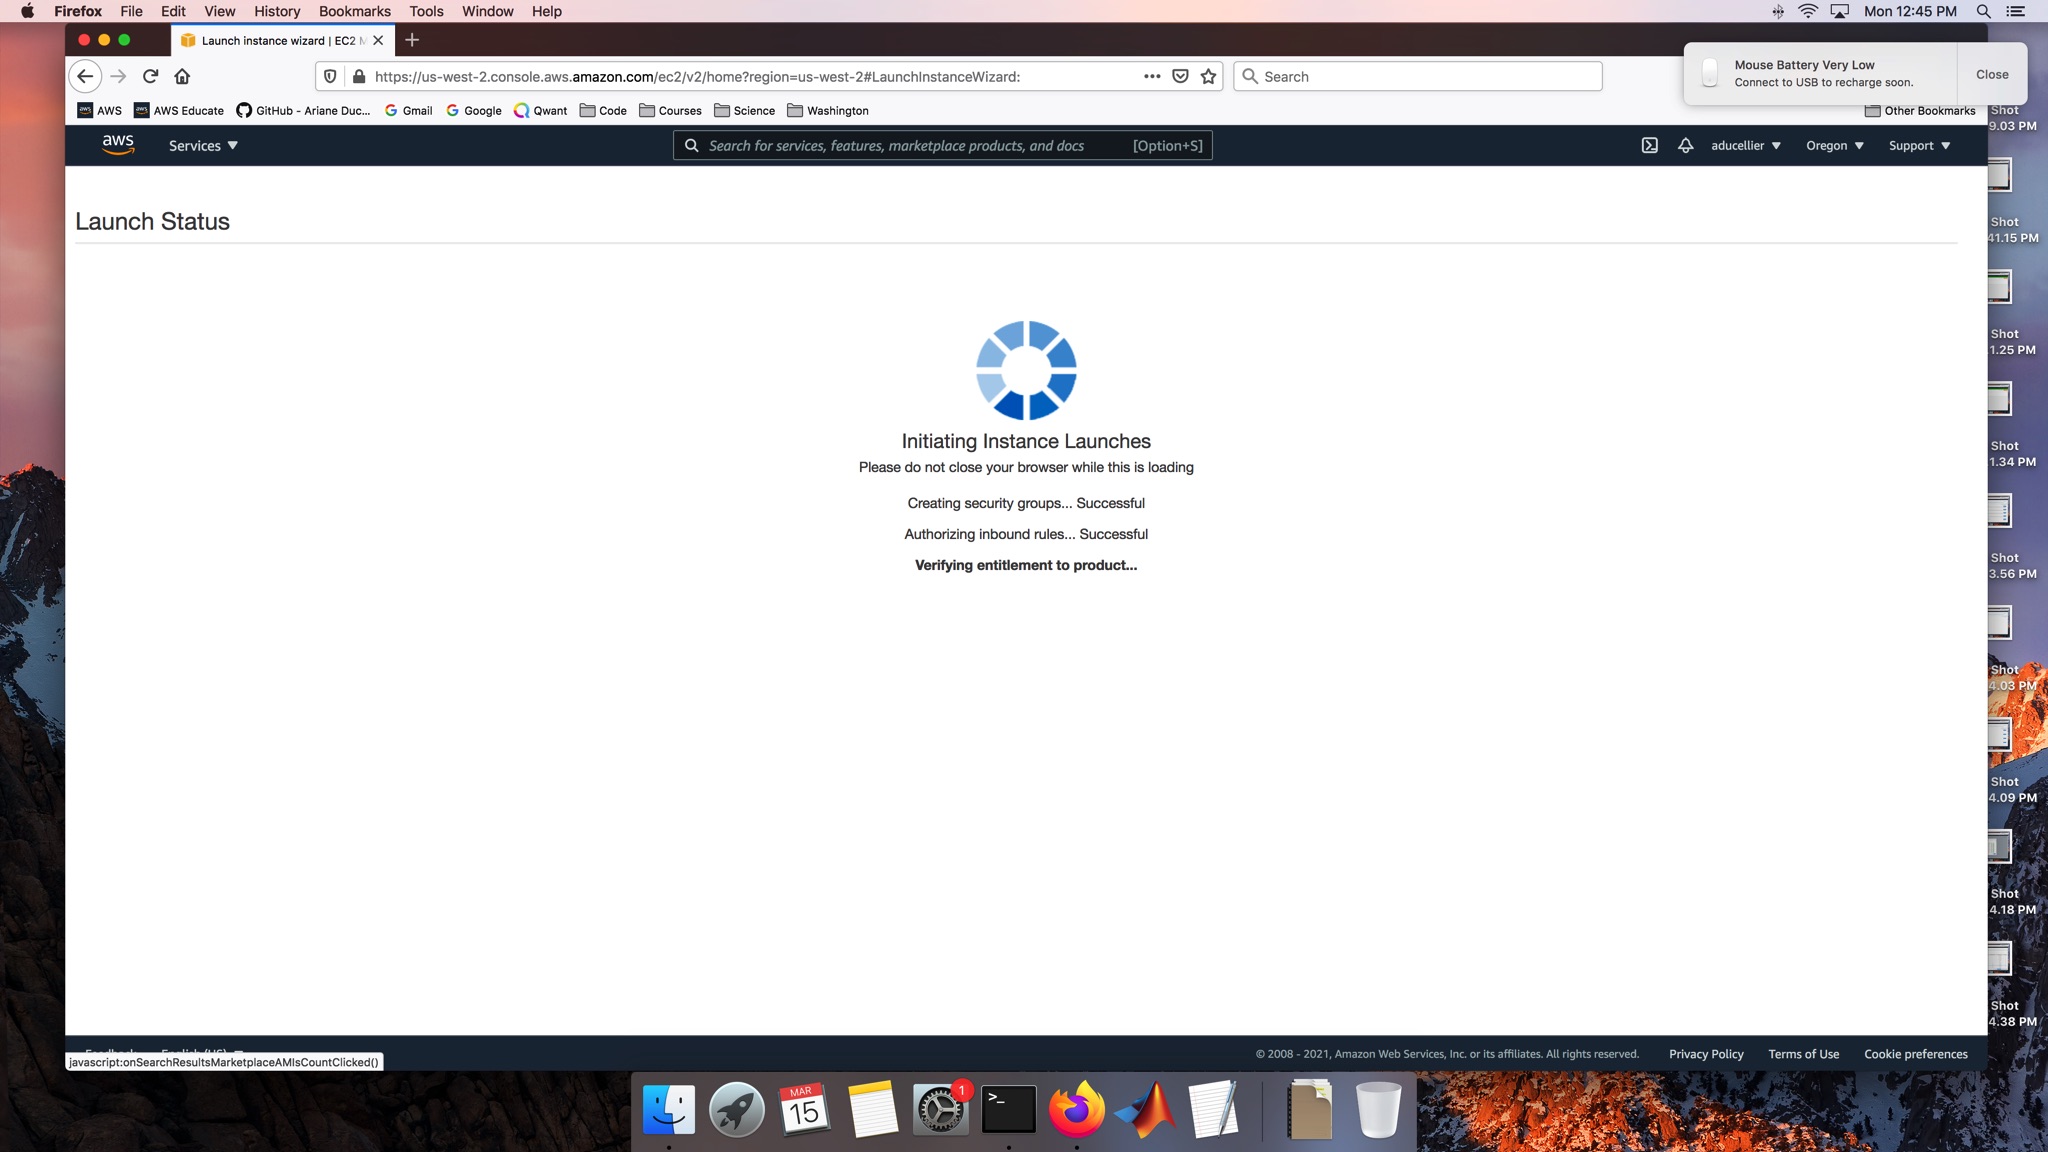 Firefox File Edit View History Bookmarks Tools Window Help
Mon 12:45 PM
Launch instance wizard | EC2 M
https://us-west-2.console.aws.amazon.com/ec2/v2/home?region=us-west-2#LaunchInstanceWizard:
Search
Mouse Battery Very Low
Connect to USB to recharge soon.
Close
AWS AWS Educate GitHub - Ariane Duc... Gmail Google Qwant Code Courses Science Washington
Other Bookmarks
aws
Services
Search for services, features, marketplace products, and docs
[Option+S]
aducellier
Oregon
Support
Launch Status
Initiating Instance Launches
Please do not close your browser while this is loading
Creating security groups... Successful
Authorizing inbound rules... Successful
Verifying entitlement to product...
Shot
9.03 PM
Shot
41.15 PM
Shot
1.25 PM
Shot
1.34 PM
Shot
3.56 PM
Shot
4.03 PM
Shot
4.09 PM
Shot
4.18 PM
Shot
4.38 PM
javascript:onSearchResultsMarketplaceAMIsCountClicked()
© 2008 - 2021, Amazon Web Services, Inc. or its affiliates. All rights reserved.
Privacy Policy Terms of Use Cookie preferences
MAR
15
1
>_